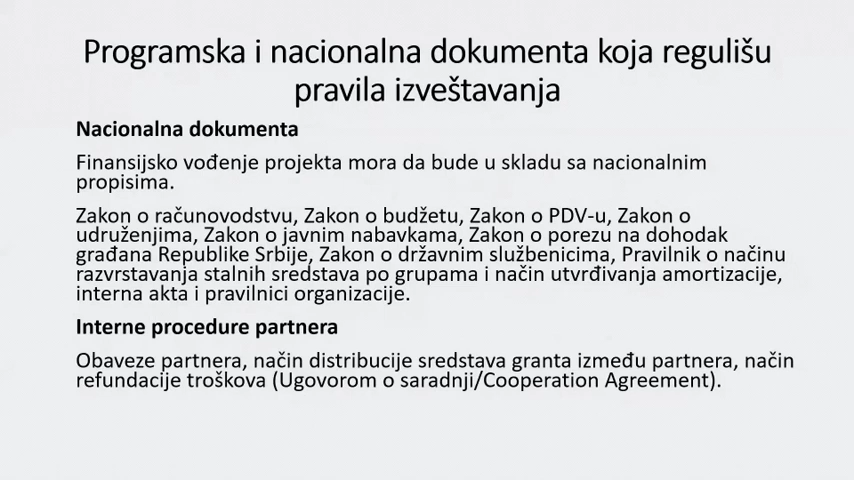 Programska i nacionalna dokumenta koja regulišu
pravila izveštavanja
Nacionalna dokumenta
Finansijsko vođenje projekta mora da bude u skladu sa nacionalnim
propisima.
Zakon o računovodstvu, Zakon o budžetu, Zakon o PDV-u, Zakon o
udruženjima, Zakon o javnim nabavkama, Zakon o porezu na dohodak
građana Republike Srbije, Zakon o državnim službenicima, Pravilnik o načinu
razvrstavanja stalnih sredstava po grupama i način utvrđivanja amortizacije,
interna akta i pravilnici organizacije.
Interne procedure partnera
Obaveze partnera, način distribucije sredstava granta između partnera, način
refundacije troškova (Ugovorom o saradnji/Cooperation Agreement).